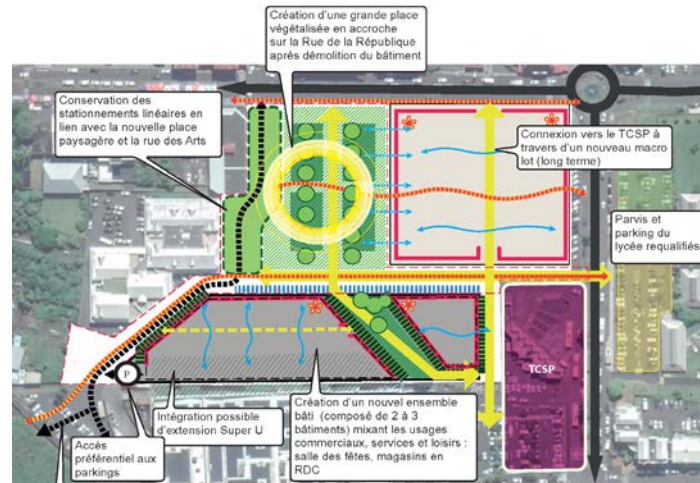 Création d'une grande place
végétalisée en accroche
sur la Rue de la République
après démolition du bâtiment
Conservation des
stationnements linéaires en
lien avec la nouvelle place
paysagère et la rue des Arts
Connexion vers le TCSP à
travers d'un nouveau macro
lot (long terme)
Parvis et
parking du
lycée requalifiés
TCSP
P
Intégration possible
d'extension Super U
Création d'un nouvel ensemble
bâti (composé de 2 à 3
bâtiments) mixant les usages
commerciaux, services et loisirs :
salle des fêtes, magasins en
RDC
Accès
préférentiel aux
parkings